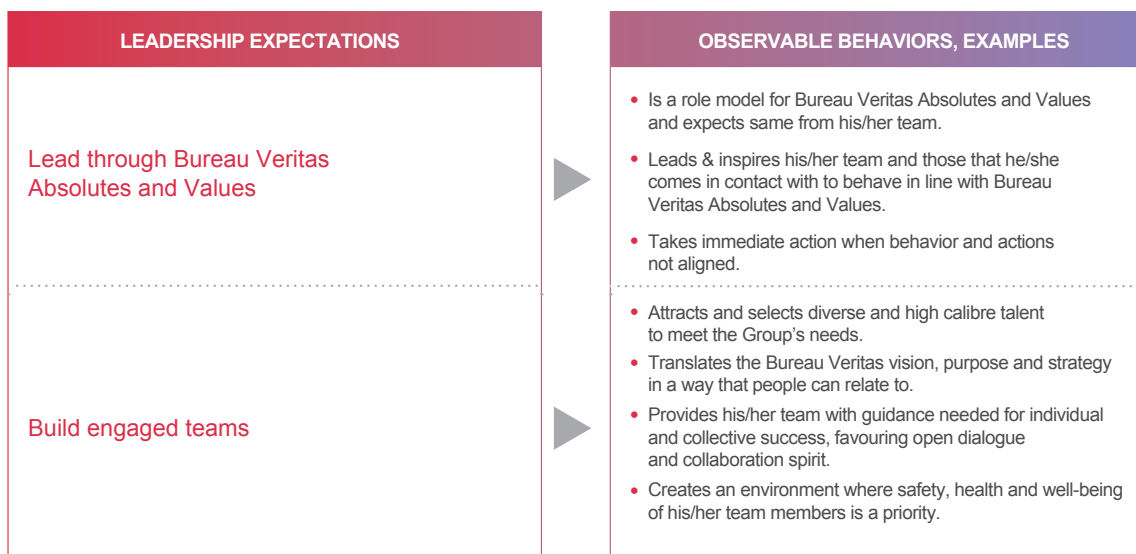 LEADERSHIP EXPECTATIONS
OBSERVABLE BEHAVIORS, EXAMPLES
Lead through Bureau Veritas
Absolutes and Values
• Is a role model for Bureau Veritas Absolutes and Values
and expects same from his/her team.
• Leads & inspires his/her team and those that he/she
comes in contact with to behave in line with Bureau
Veritas Absolutes and Values.
• Takes immediate action when behavior and actions
not aligned.
Build engaged teams
• Attracts and selects diverse and high calibre talent
to meet the Group's needs.
• Translates the Bureau Veritas vision, purpose and strategy
in a way that people can relate to.
• Provides his/her team with guidance needed for individual
and collective success, favouring open dialogue
and collaboration spirit.
• Creates an environment where safety, health and well-being
of his/her team members is a priority.